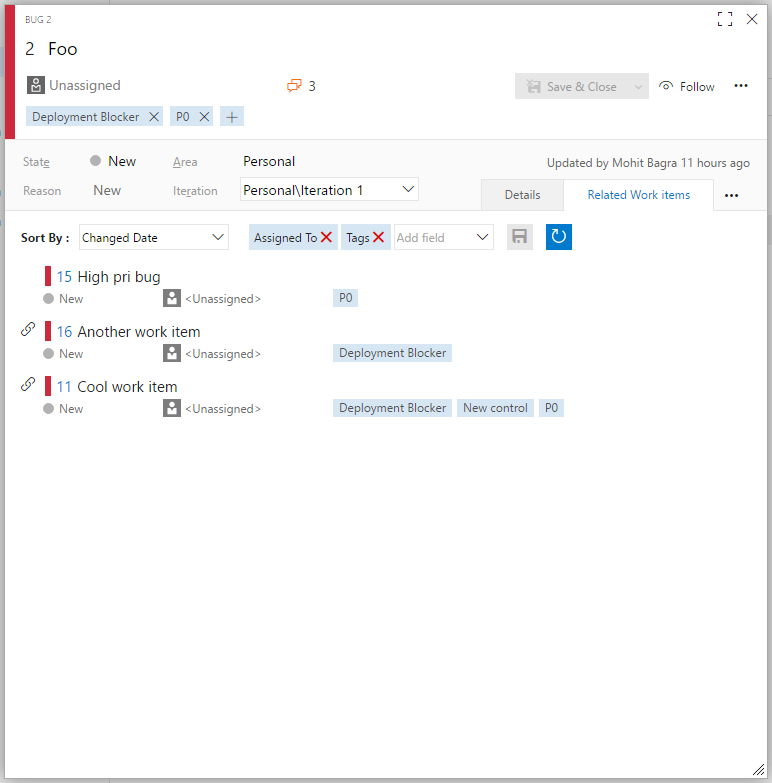 BUG 2
2 Foo
Unassigned 3 Save & Close Follow
Deployment Blocker P0
State New Area Personal Updated by Mohit Bagra 11 hours ago
Reason New Iteration Personal\Iteration 1 Details Related Work items
Sort By : Changed Date Assigned To Tags Add field
15 High pri bug
New <Unassigned> P0
16 Another work item
New <Unassigned> Deployment Blocker
11 Cool work item
New <Unassigned> Deployment Blocker New control P0